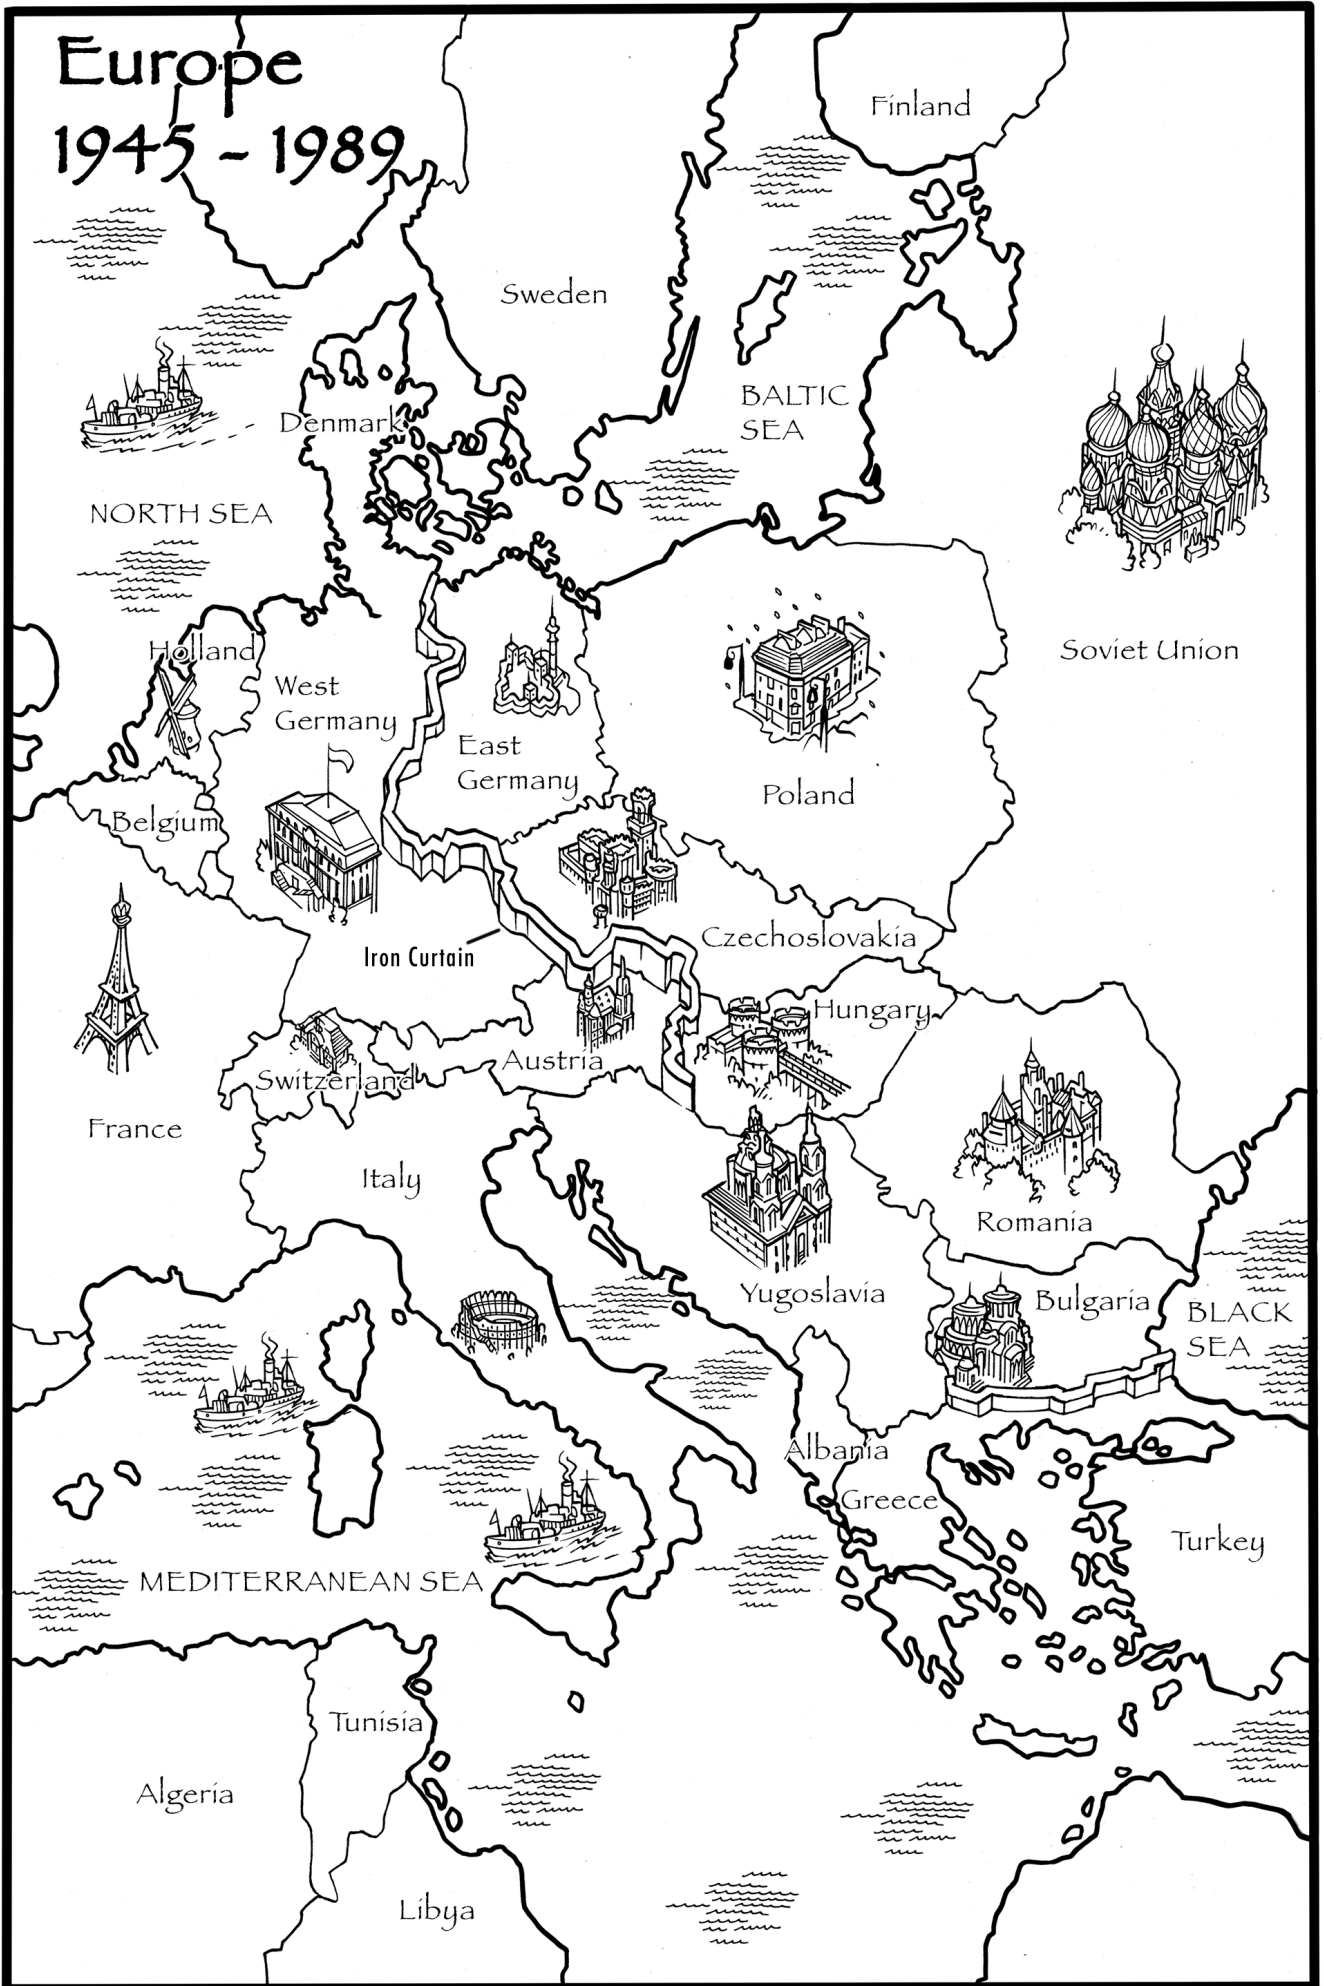 Europe
1945 - 1989
Finland
Sweden
BALTIC
SEA
Denmark
NORTH SEA
Holland
West
Germany
East
Germany
Soviet Union
Poland
Belgium
Iron Curtain
Czechoslovakia
Hungary
Austria
Switzerland
France
Italy
Romania
Yugoslavia
Bulgaria
BLACK
SEA
Albania
Greece
Turkey
MEDITERRANEAN SEA
Tunisia
Algeria
Libya